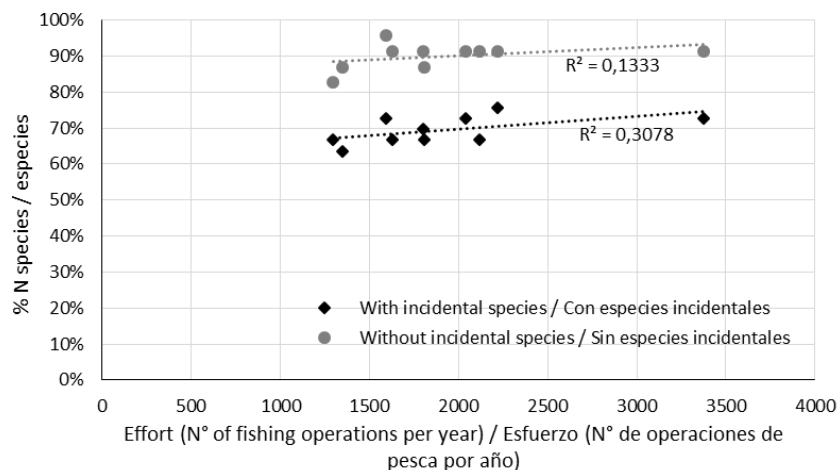 100%
90%
80%
70%
60%
50%
40%
30%
20%
10%
0%
% N species / especies
R² = 0,1333
R² = 0,3078
With incidental species / Con especies incidentales
Without incidental species / Sin especies incidentales
0 500 1000 1500 2000 2500 3000 3500 4000
Effort (N° of fishing operations per year) / Esfuerzo (N° de operaciones de
pesca por año)